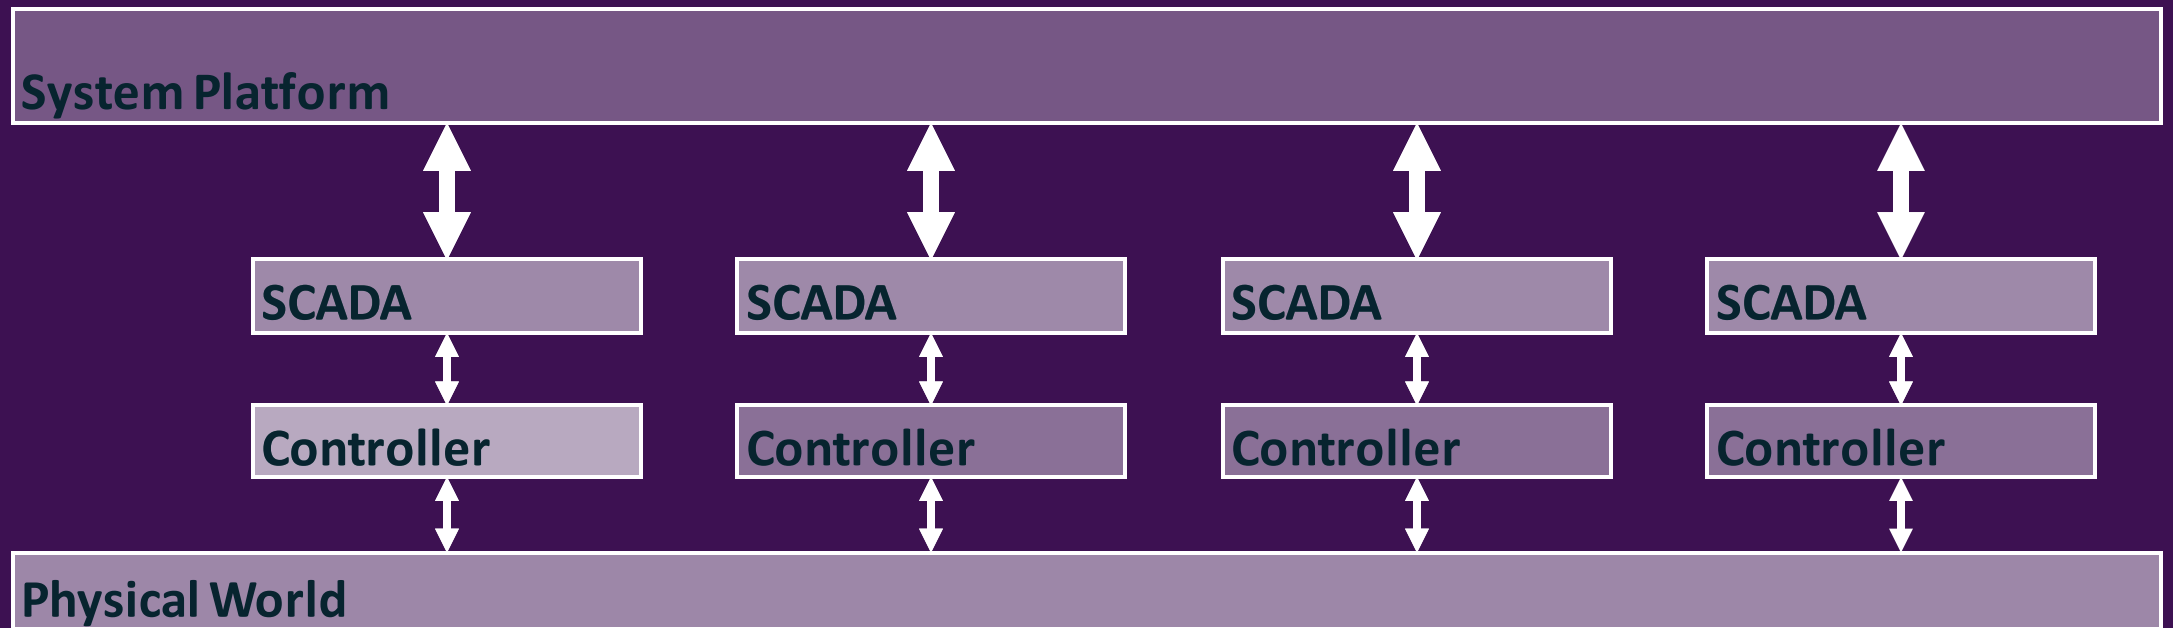 System Platform
SCADA
SCADA
SCADA
SCADA
Controller
Controller
Controller
Controller
Physical World